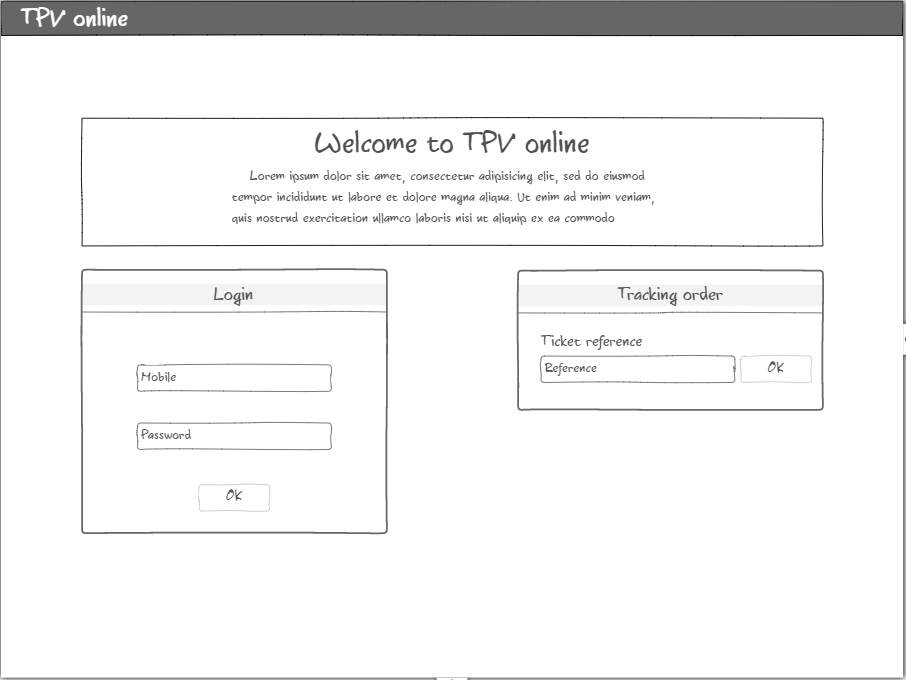 TPV online
Welcome to TPV online
Lorem ipsum dolor sit amet, consectetur adipisicing elit, sed do eiusmod
tempor incididunt ut labore et dolore magna aliqua. Ut enim ad minim veniam,
quis nostrud exercitation ullamco laboris nisi ut aliquip ex ea commodo
Login
Mobile
Password
OK
Tracking order
Ticket reference
Reference
OK